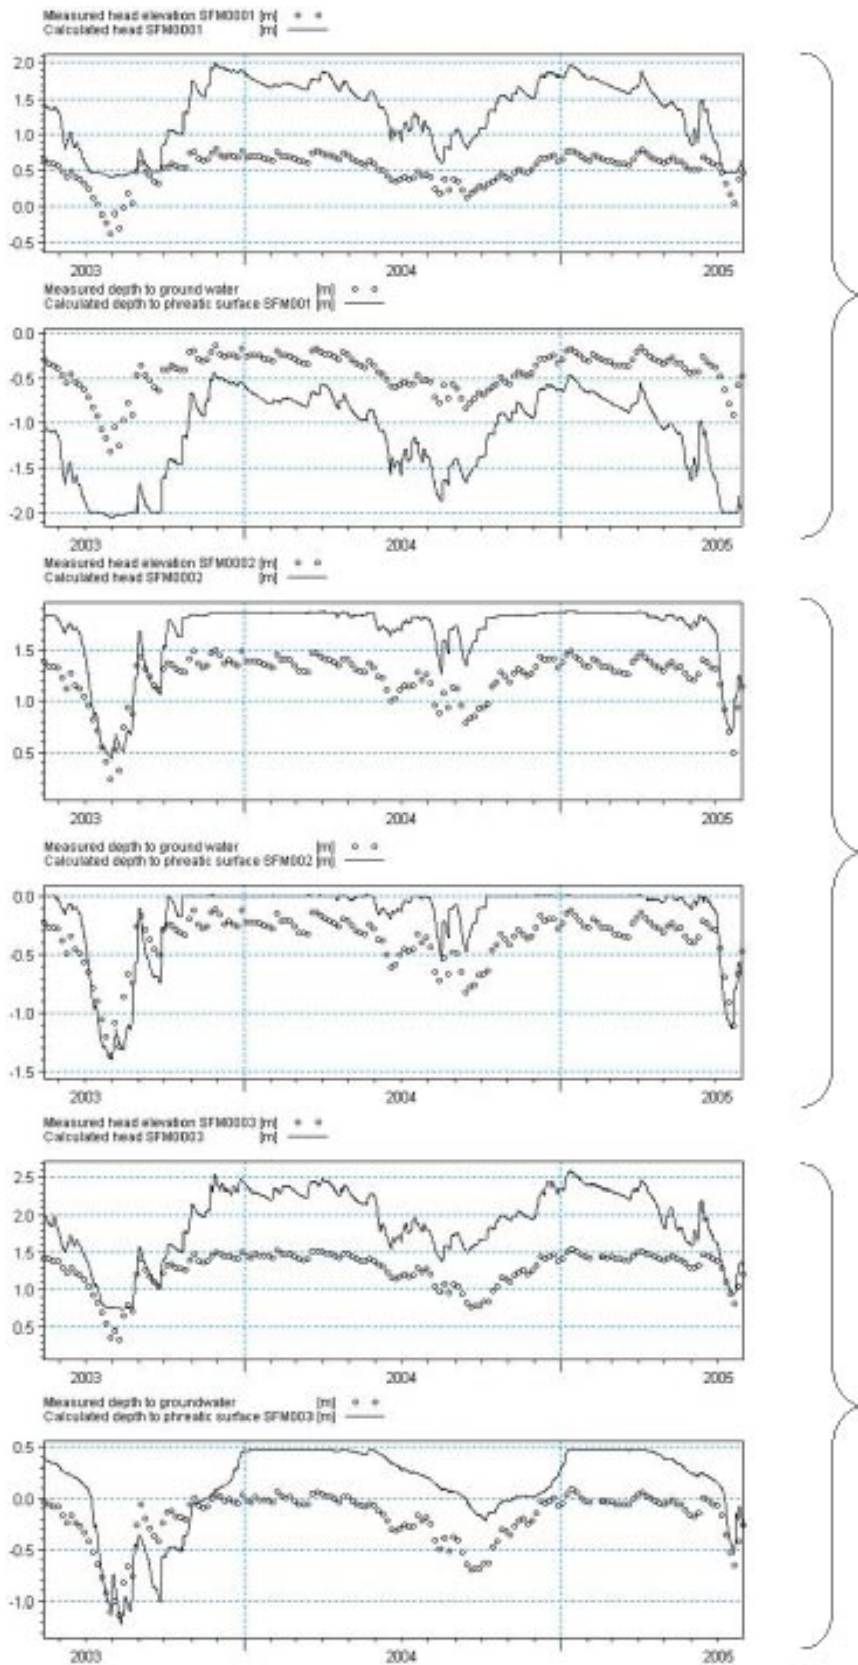 Measured head elevation SFM0001 [m]
Calculated head SFM0001 [m]
2.0
1.5
1.0
0.5
0.0
-0.5
2003 2004 2005
Measured depth to ground water [m]
Calculated depth to phreatic surface SFM001 [m]
0.0
-0.5
-1.0
-1.5
-2.0
2003 2004 2005
Measured head elevation SFM0002 [m]
Calculated head SFM0002 [m]
1.5
1.0
0.5
2003 2004 2005
Measured depth to ground water [m]
Calculated depth to phreatic surface SFM002 [m]
0.0
-0.5
-1.0
-1.5
2003 2004 2005
Measured head elevation SFM0003 [m]
Calculated head SFM0003 [m]
2.5
2.0
1.5
1.0
0.5
2003 2004 2005
Measured depth to groundwater [m]
Calculated depth to phreatic surface SFM003 [m]
0.5
0.0
-0.5
-1.0
2003 2004 2005